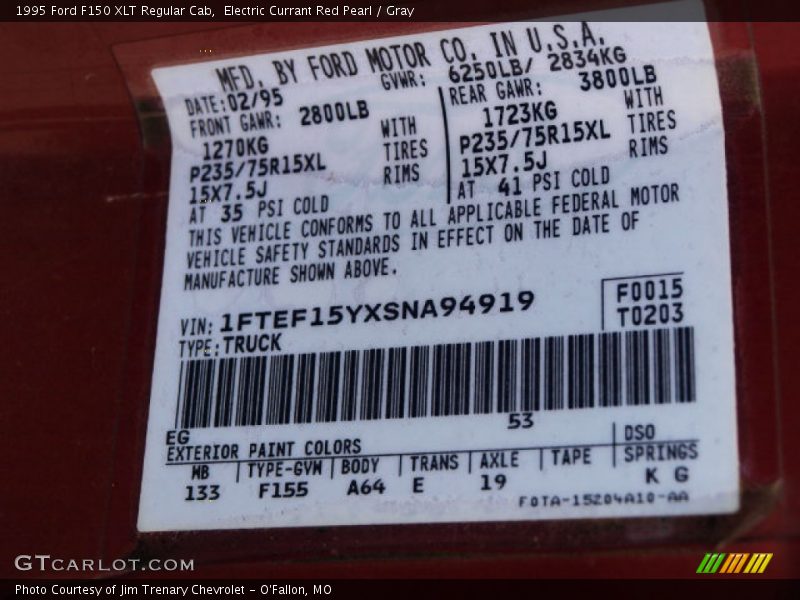 1995 Ford F150 XLT Regular Cab,  Electric Currant Red Pearl / Gray
MFD. BY FORD MOTOR CO. IN U.S.A.
DATE:02/95 GVWR: 6250LB/ 2834KG
FRONT GAWR: 2800LB REAR GAWR: 3800LB
1270KG WITH 1723KG WITH
P235/75R15XL TIRES P235/75R15XL TIRES
15X7.5J RIMS 15X7.5J RIMS
AT 35 PSI COLD AT 41 PSI COLD
THIS VEHICLE CONFORMS TO ALL APPLICABLE FEDERAL MOTOR
VEHICLE SAFETY STANDARDS IN EFFECT ON THE DATE OF
MANUFACTURE SHOWN ABOVE.
VIN: 1FTEF15YXSNA94919 F0015
TYPE:TRUCK T0203
53
EG
EXTERIOR PAINT COLORS DSO
WB TYPE-GVW BODY TRANS AXLE TAPE SPRINGS
133 F155 A64 E 19 K G
F0TA-15204A10-AA
GTCARLOT.COM
Photo Courtesy of Jim Trenary Chevrolet - O'Fallon, MO